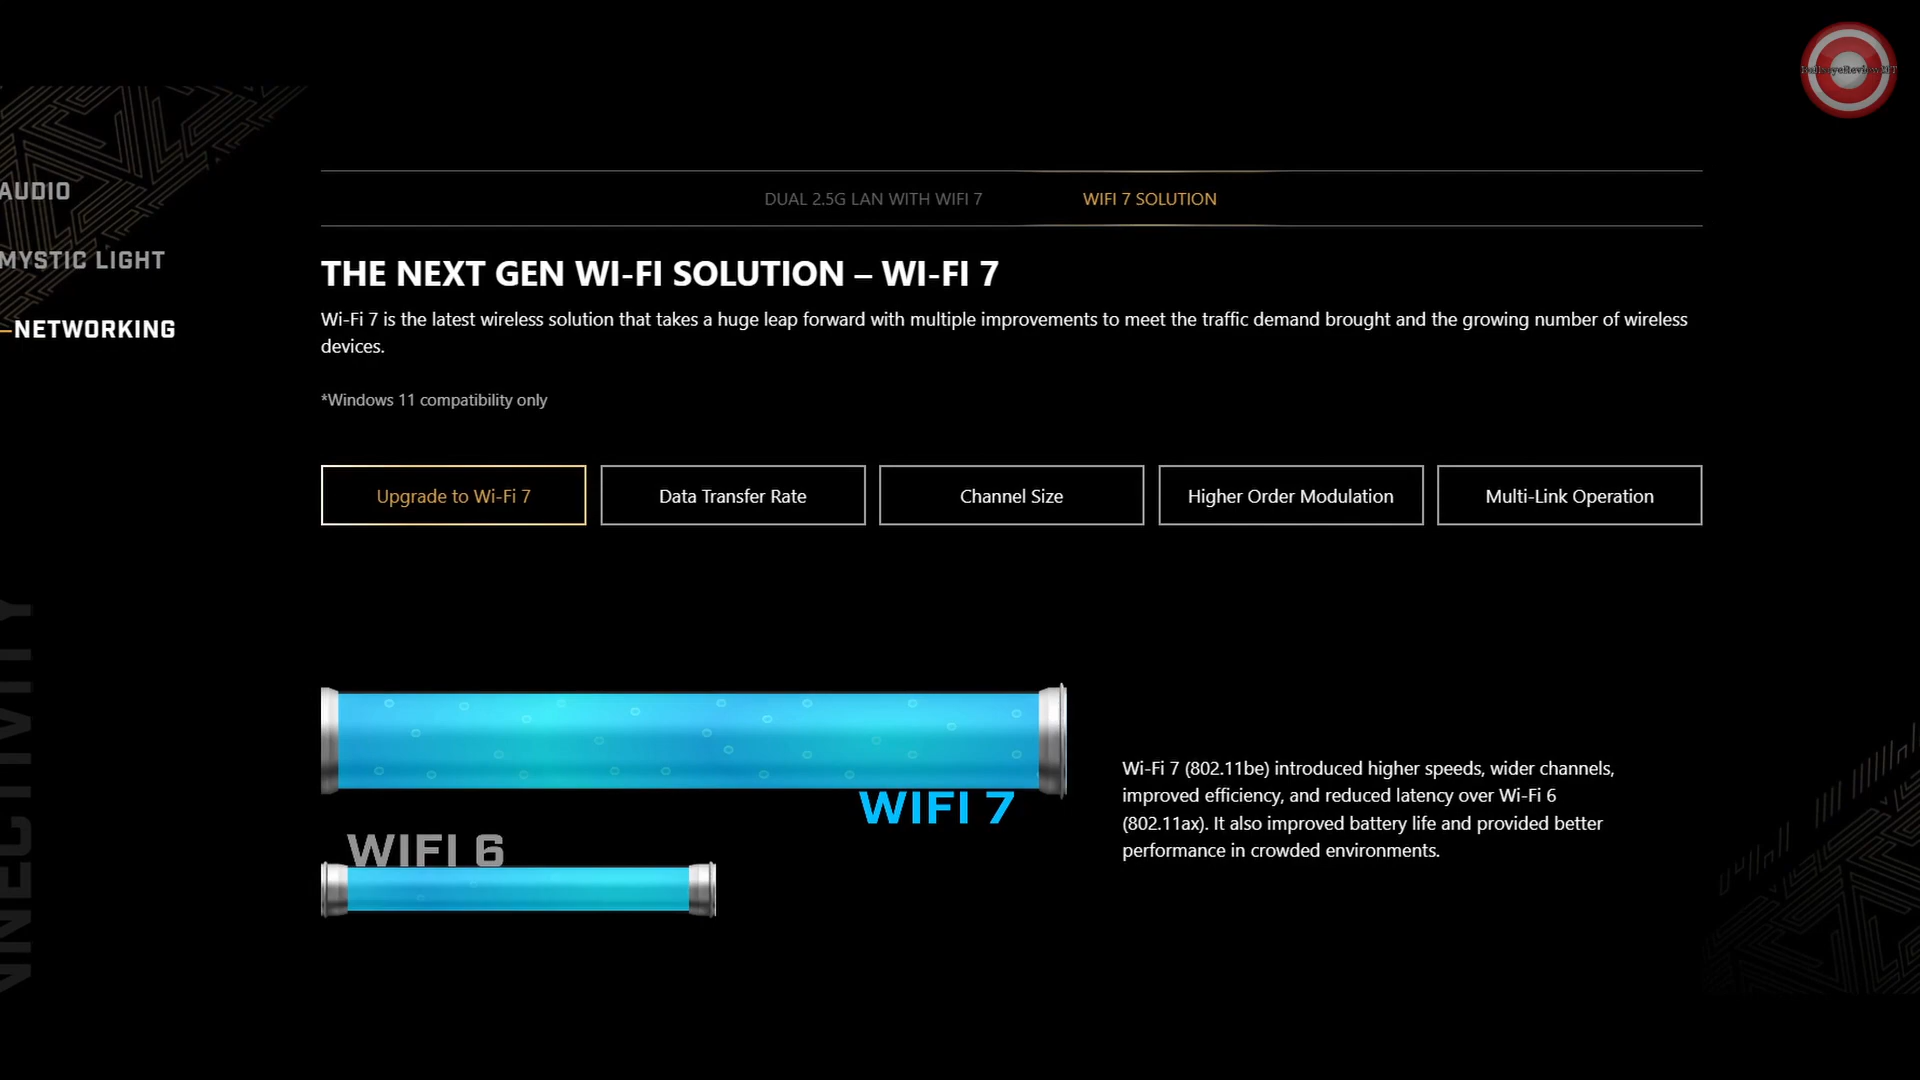 AUDIO
MYSTIC LIGHT
NETWORKING
DUAL 2.5G LAN WITH WIFI 7
WIFI 7 SOLUTION
THE NEXT GEN WI-FI SOLUTION – WI-FI 7
Wi-Fi 7 is the latest wireless solution that takes a huge leap forward with multiple improvements to meet the traffic demand brought and the growing number of wireless
devices.
*Windows 11 compatibility only
Upgrade to Wi-Fi 7
Data Transfer Rate
Channel Size
Higher Order Modulation
Multi-Link Operation
WIFI 7
WIFI 6
Wi-Fi 7 (802.11be) introduced higher speeds, wider channels,
improved efficiency, and reduced latency over Wi-Fi 6
(802.11ax). It also improved battery life and provided better
performance in crowded environments.